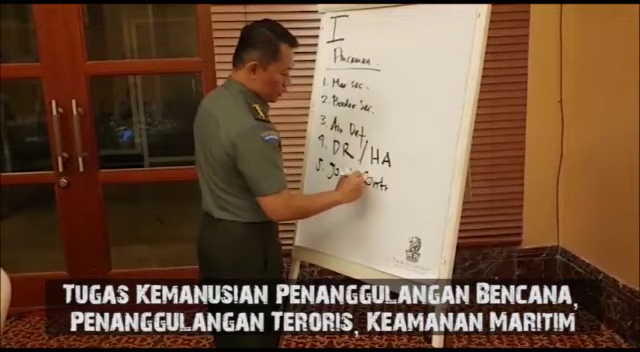 I
Ancaman
1. Mar Sec.
2. Border Sec.
3. Air Def
4. DR/HA
5.
TUGAS KEMANUSIAN PENANGGULANGAN BENCANA,
PENANGGULANGAN TERORIS, KEAMANAN MARITIM